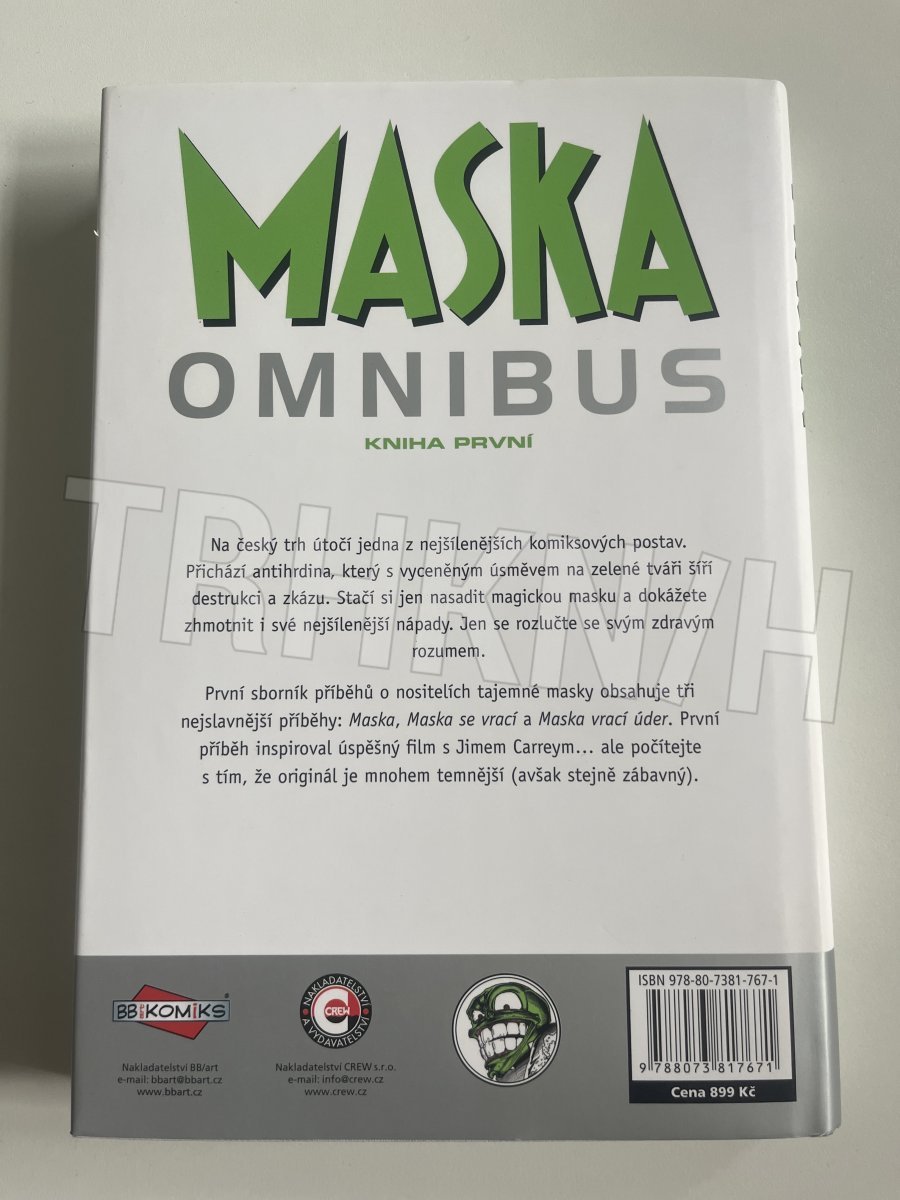 MASKA
OMNIBUS
KNIHA PRVNÍ
Na český trh útočí jedna z nejšílenějších komiksových postav.
Přichází antihrdina, který s vyceněným úsměvem na zelené tváři šíří
destrukci a zkázu. Stačí si jen nasadit magickou masku a dokážete
zhmotnit i své nejšílenější nápady. Jen se rozlučte se svým zdravým
rozumem.
První sborník příběhů o nositelích tajemné masky obsahuje tři
nejslavnější příběhy: Maska, Maska se vrací a Maska vrací úder. První
příběh inspiroval úspěšný film s Jimem Carreym... ale počítejte
s tím, že originál je mnohem temnější (avšak stejně zábavný).
TRHKNIH
BB KOMIKS®
Nakladatelství BB/art
e-mail: bbart@bbart.cz
www.bbart.cz
NAKLADATELSTVÍ
CREW
A VYDAVATELSTVÍ
Nakladatelství CREW s.r.o.
e-mail: info@crew.cz
www.crew.cz
ISBN 978-80-7381-767-1
9 788073 817671
Cena 899 Kč